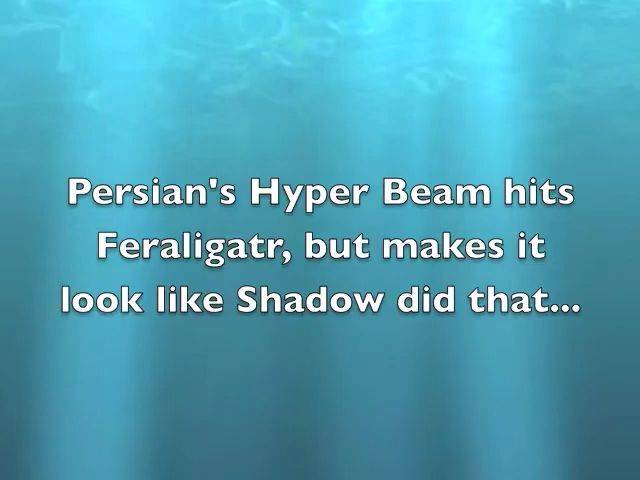 Persian's Hyper Beam hits
Feraligatr, but makes it
look like Shadow did that...